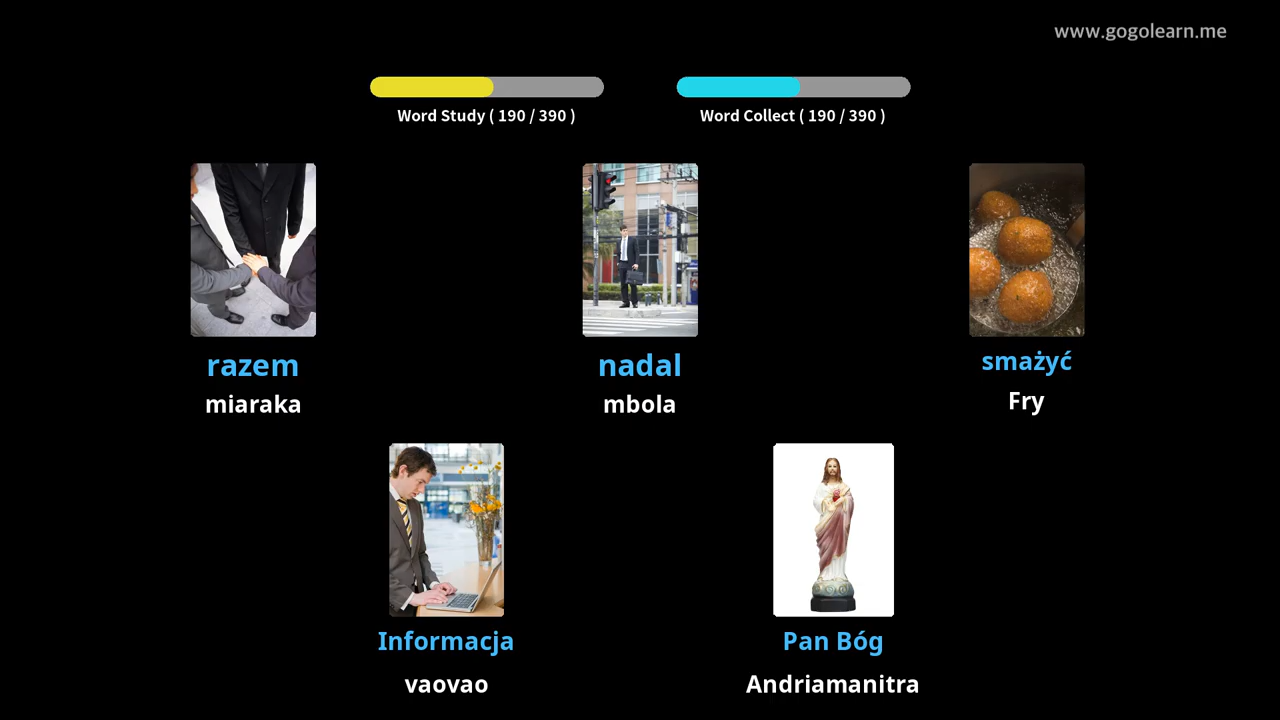 www.gogolearn.me
Word Study ( 190 / 390 )
Word Collect ( 190 / 390 )
razem
miaraka
nadal
mbola
smażyć
Fry
Informacja
vaovao
Pan Bóg
Andriamanitra